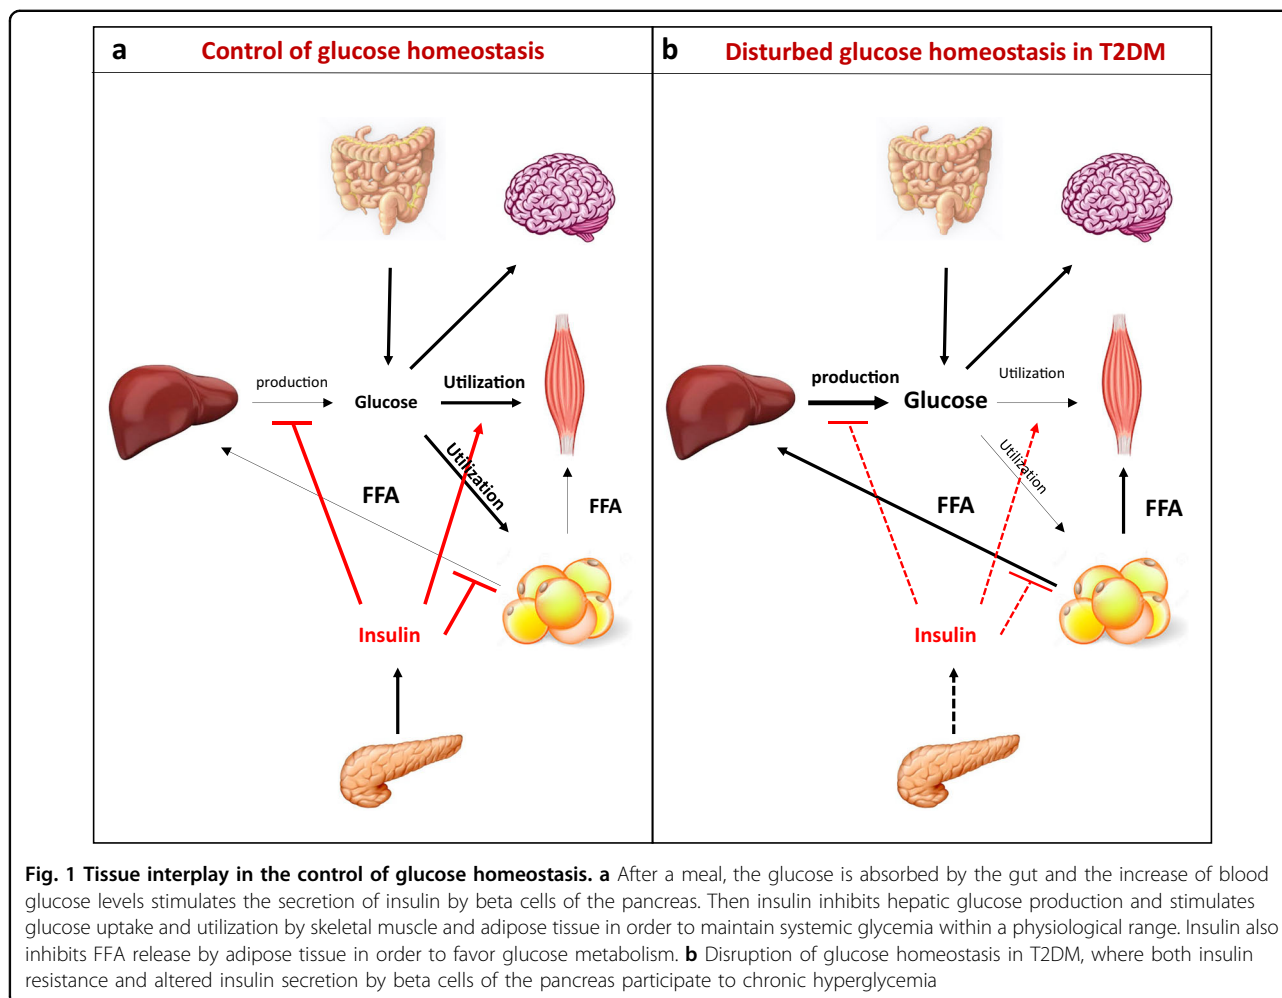 a Control of glucose homeostasis
production
Glucose
Utilization
Utilization
FFA
FFA
Insulin
b Disturbed glucose homeostasis in T2DM
production
Glucose
Utilization
Utilization
FFA
FFA
Insulin
Fig. 1 Tissue interplay in the control of glucose homeostasis. a After a meal, the glucose is absorbed by the gut and the increase of blood
glucose levels stimulates the secretion of insulin by beta cells of the pancreas. Then insulin inhibits hepatic glucose production and stimulates
glucose uptake and utilization by skeletal muscle and adipose tissue in order to maintain systemic glycemia within a physiological range. Insulin also
inhibits FFA release by adipose tissue in order to favor glucose metabolism. b Disruption of glucose homeostasis in T2DM, where both insulin
resistance and altered insulin secretion by beta cells of the pancreas participate to chronic hyperglycemia